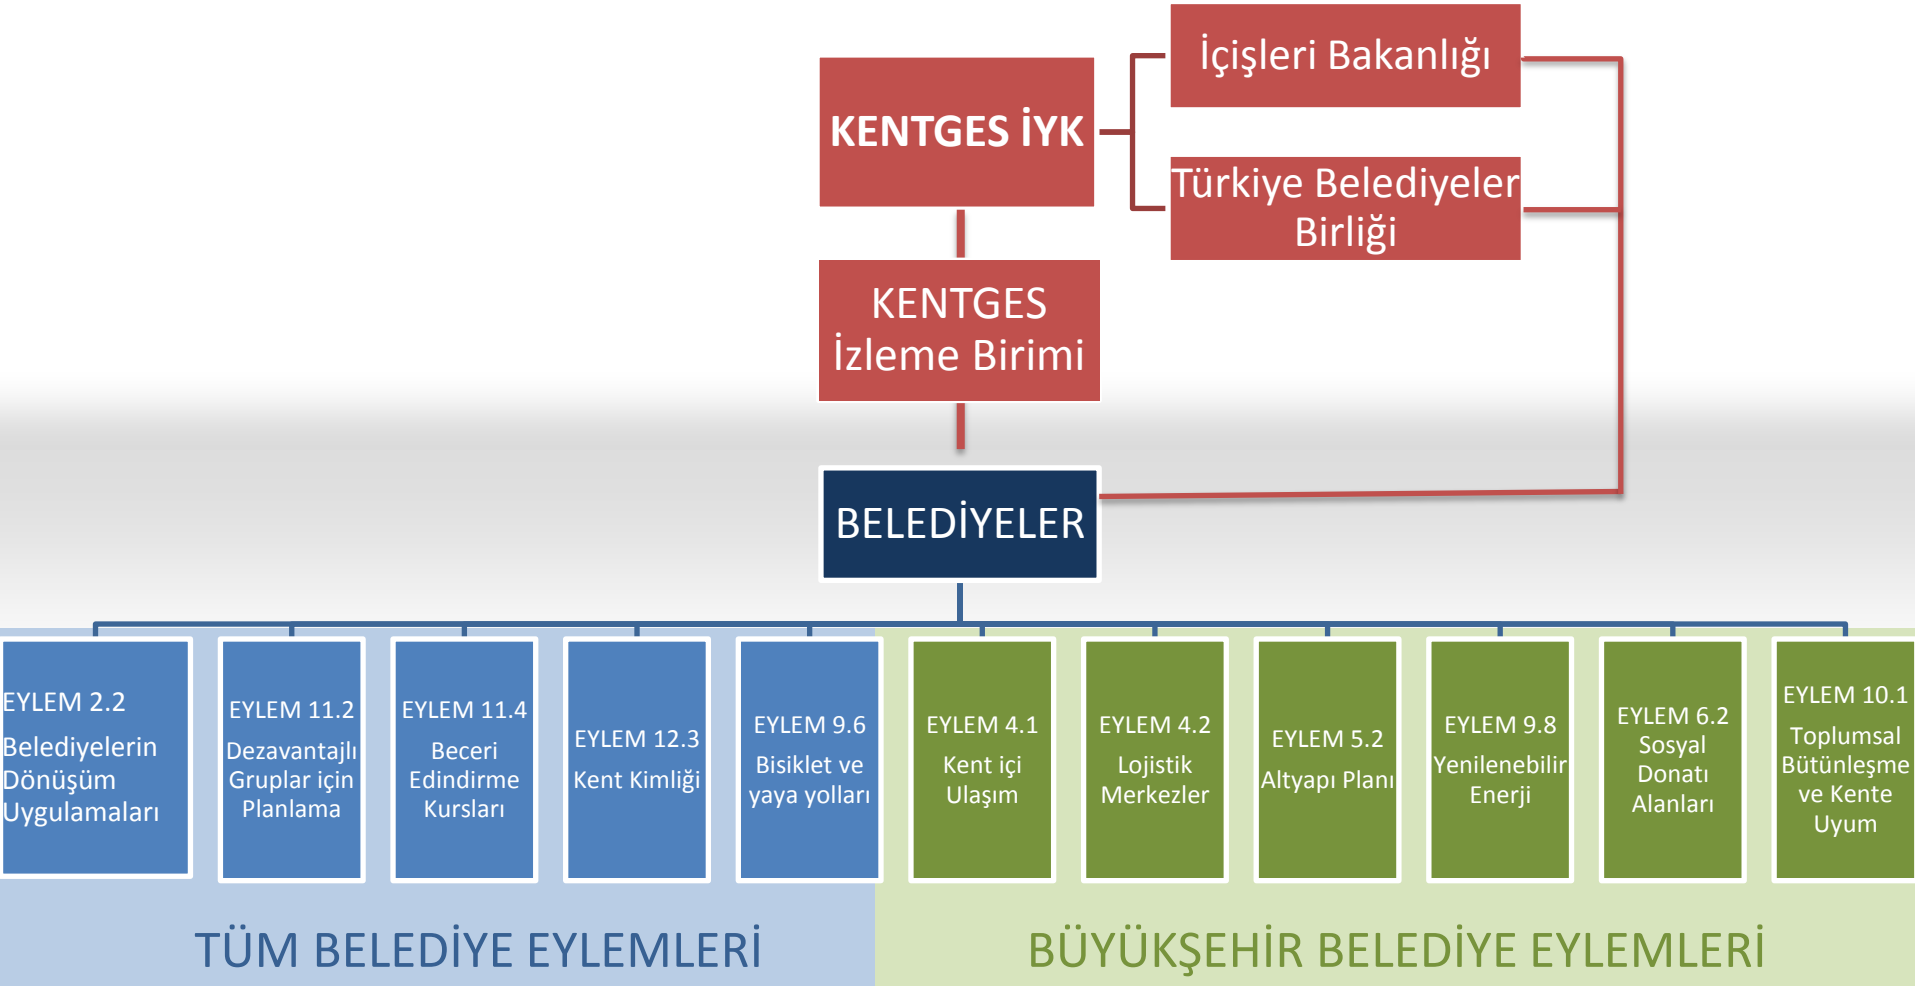 İçişleri Bakanlığı
KENTGES İYK
Türkiye Belediyeler
Birliği
KENTGES
İzleme Birimi
BELEDİYELER
EYLEM 2.2
Belediyelerin
Dönüşüm
Uygulamaları
EYLEM 11.2
Dezavantajlı
Gruplar için
Planlama
EYLEM 11.4
Beceri
Edindirme
Kursları
EYLEM 12.3
Kent Kimliği
EYLEM 9.6
Bisiklet ve
yaya yolları
EYLEM 4.1
Kent içi
Ulaşım
EYLEM 4.2
Lojistik
Merkezler
EYLEM 5.2
Altyapı Planı
EYLEM 9.8
Yenilenebilir
Enerji
EYLEM 6.2
Sosyal
Donatı
Alanları
EYLEM 10.1
Toplumsal
Bütünleşme
ve Kente
Uyum
TÜM BELEDİYE EYLEMLERİ
BÜYÜKŞEHİR BELEDİYE EYLEMLERİ